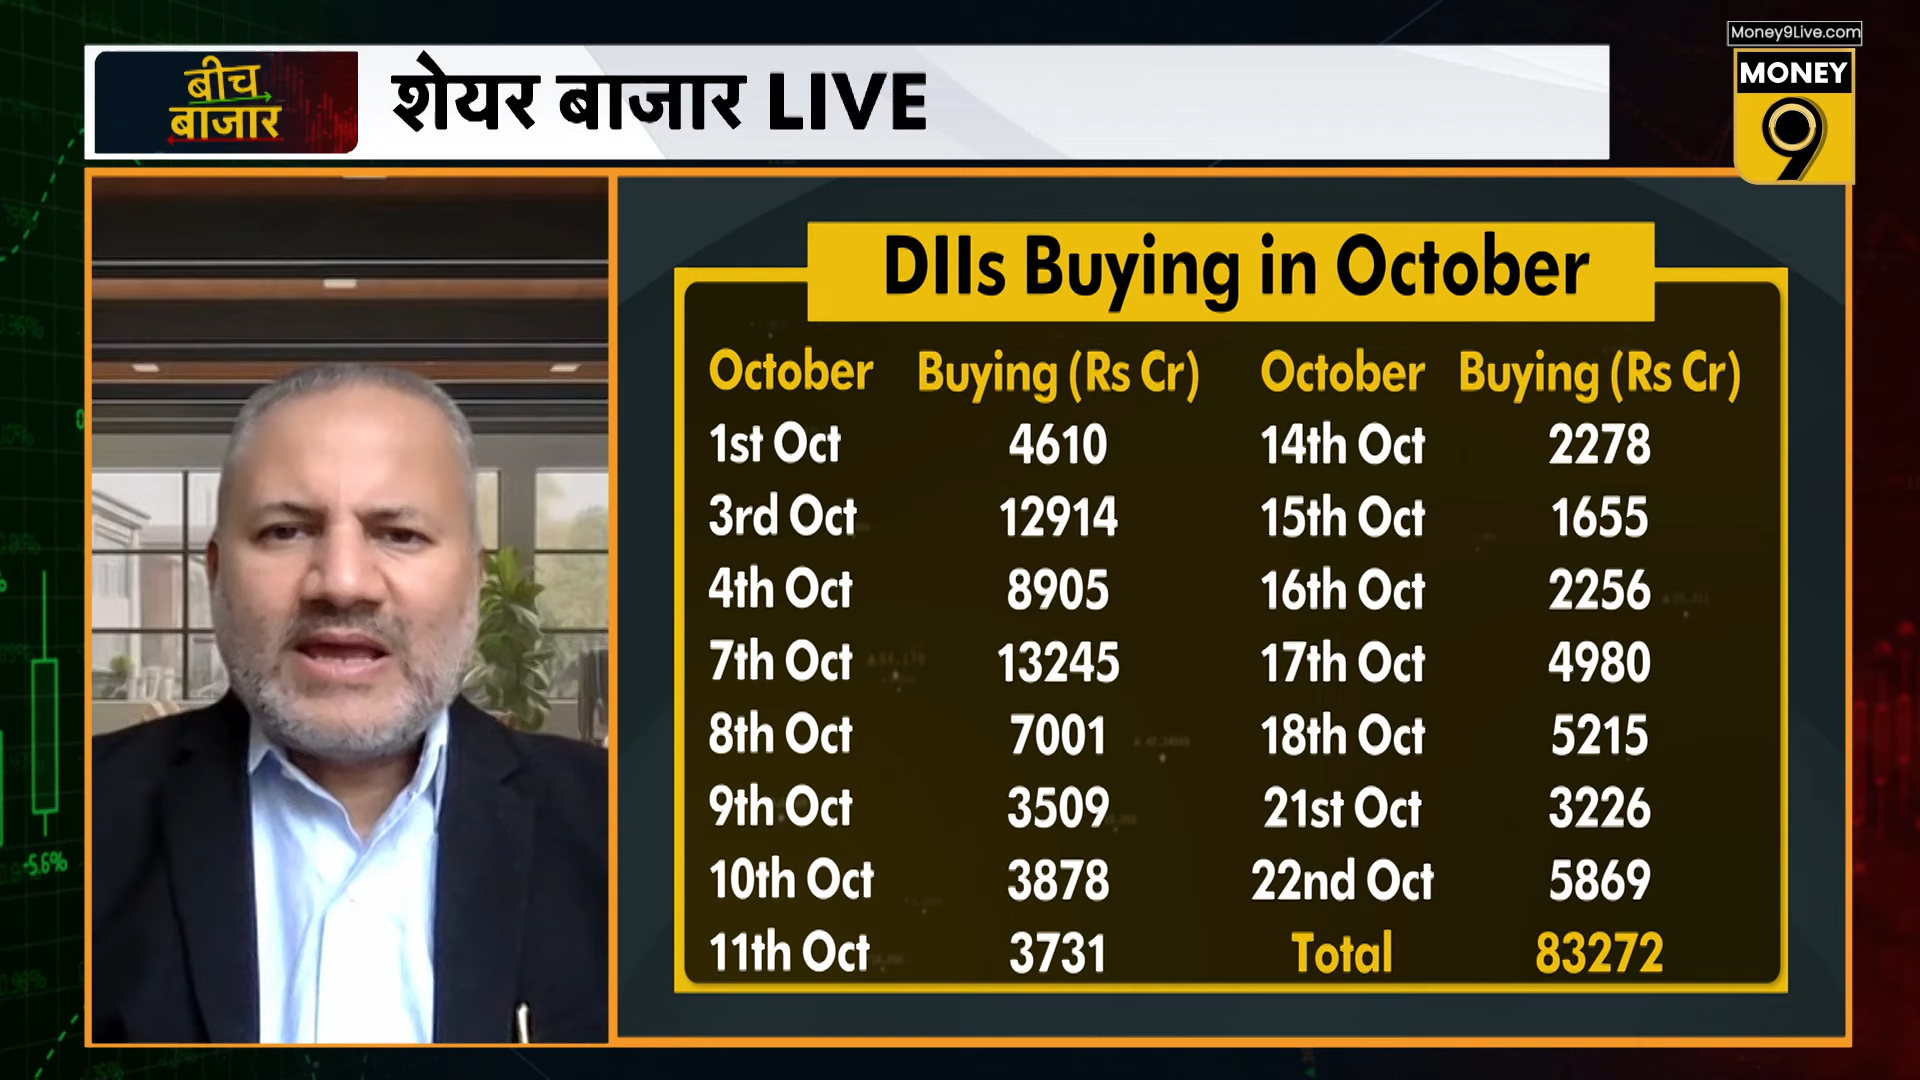 Money9Live.com
MONEY
9
बीच
बाजार
शेयर बाजार LIVE
DIIs Buying in October
October Buying (Rs Cr) October Buying (Rs Cr)
1st Oct 4610 14th Oct 2278
3rd Oct 12914 15th Oct 1655
4th Oct 8905 16th Oct 2256
7th Oct 13245 17th Oct 4980
8th Oct 7001 18th Oct 5215
9th Oct 3509 21st Oct 3226
10th Oct 3878 22nd Oct 5869
11th Oct 3731 Total 83272
-5.6%